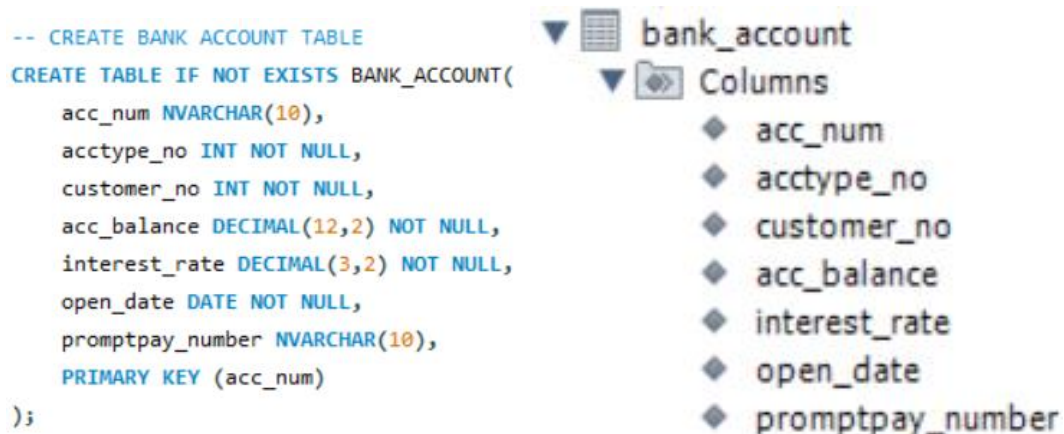 -- CREATE BANK ACCOUNT TABLE
CREATE TABLE IF NOT EXISTS BANK_ACCOUNT(
acc_num NVARCHAR(10),
acctype_no INT NOT NULL,
customer_no INT NOT NULL,
acc_balance DECIMAL(12,2) NOT NULL,
interest_rate DECIMAL(3,2) NOT NULL,
open_date DATE NOT NULL,
promptpay_number NVARCHAR(10),
PRIMARY KEY (acc_num)
);
bank_account
Columns
acc_num
acctype_no
customer_no
acc_balance
interest_rate
open_date
promptpay_number